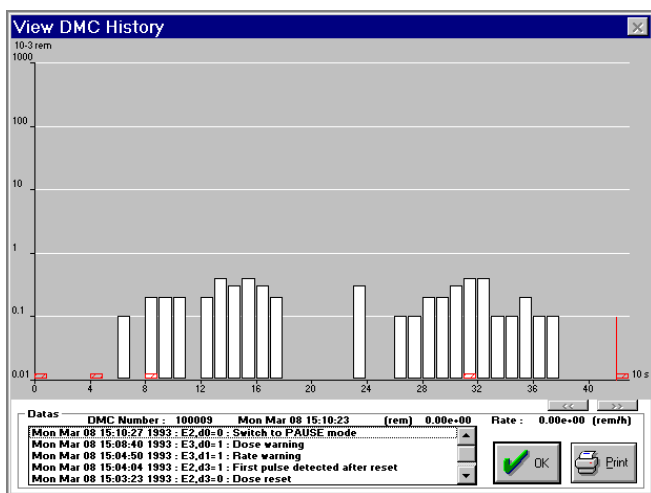 View DMC History
10-3 rem
1000
100
10
1
0.1
0.01
0 4 8 12 16 20 24 28 32 36 40
10 s
<< >>
Datas
DMC Number : 100009 Mon Mar 08 15:10:23 (rem) 0.00e+00 Rate : 0.00e+00 (rem/h)
Mon Mar 08 15:10:27 1993 : E2,d0=0 : Switch to PAUSE mode
Mon Mar 08 15:08:40 1993 : E3,d0=1 : Dose warning
Mon Mar 08 15:04:50 1993 : E3,d1=1 : Rate warning
Mon Mar 08 15:04:04 1993 : E2,d3=1 : First pulse detected after reset
Mon Mar 08 15:03:23 1993 : E2,d3=0 : Dose reset
OK
Print